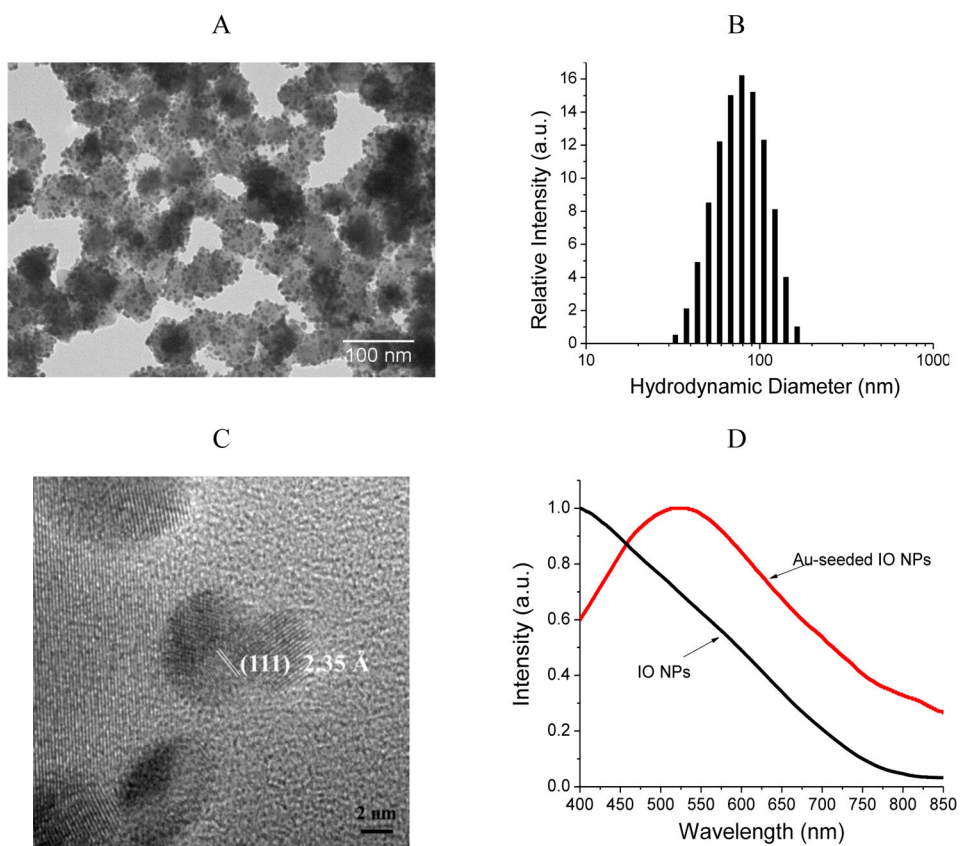 A
100 nm
B
Relative Intensity (a.u.)
16
14
12
10
8
6
4
2
0
10
100
1000
Hydrodynamic Diameter (nm)
C
(111) 2.35 Å
2 nm
D
Intensity (a.u.)
1.0
0.8
0.6
0.4
0.2
0.0
Au-seeded IO NPs
IO NPs
400 450 500 550 600 650 700 750 800 850
Wavelength (nm)